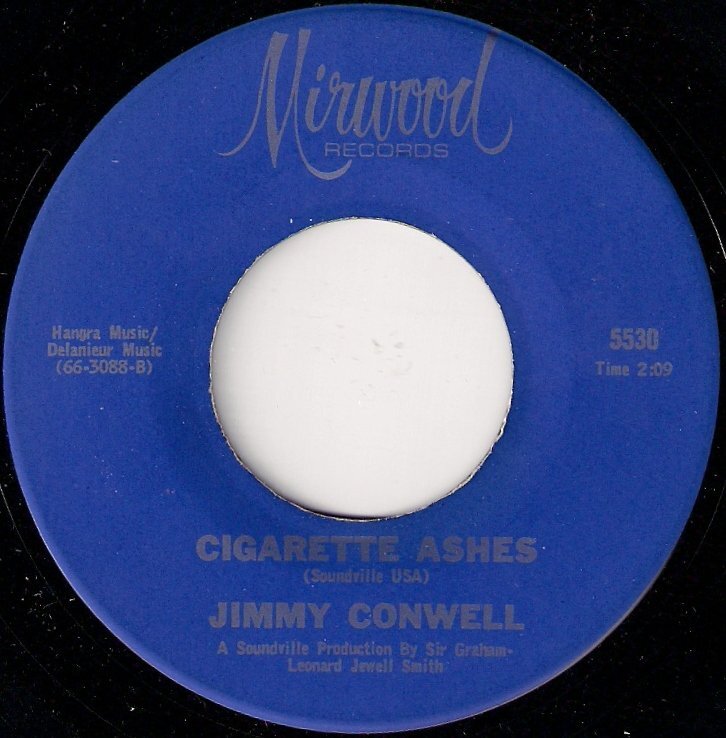 Mirwood
RECORDS
Hangra Music/
Delanieur Music
(66-3088-B)
5530
Time 2:09
CIGARETTE ASHES
(Soundville USA)
JIMMY CONWELL
A Soundville Production By Sir Graham-
Leonard Jewell Smith